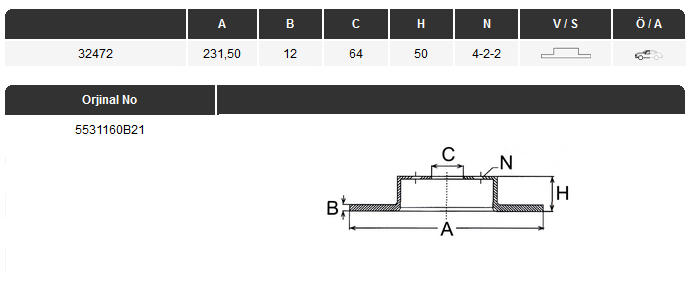 A B C H N V / S Ö / A
32472 231,50 12 64 50 4-2-2
Orjinal No
5531160B21
C N
H
B
A